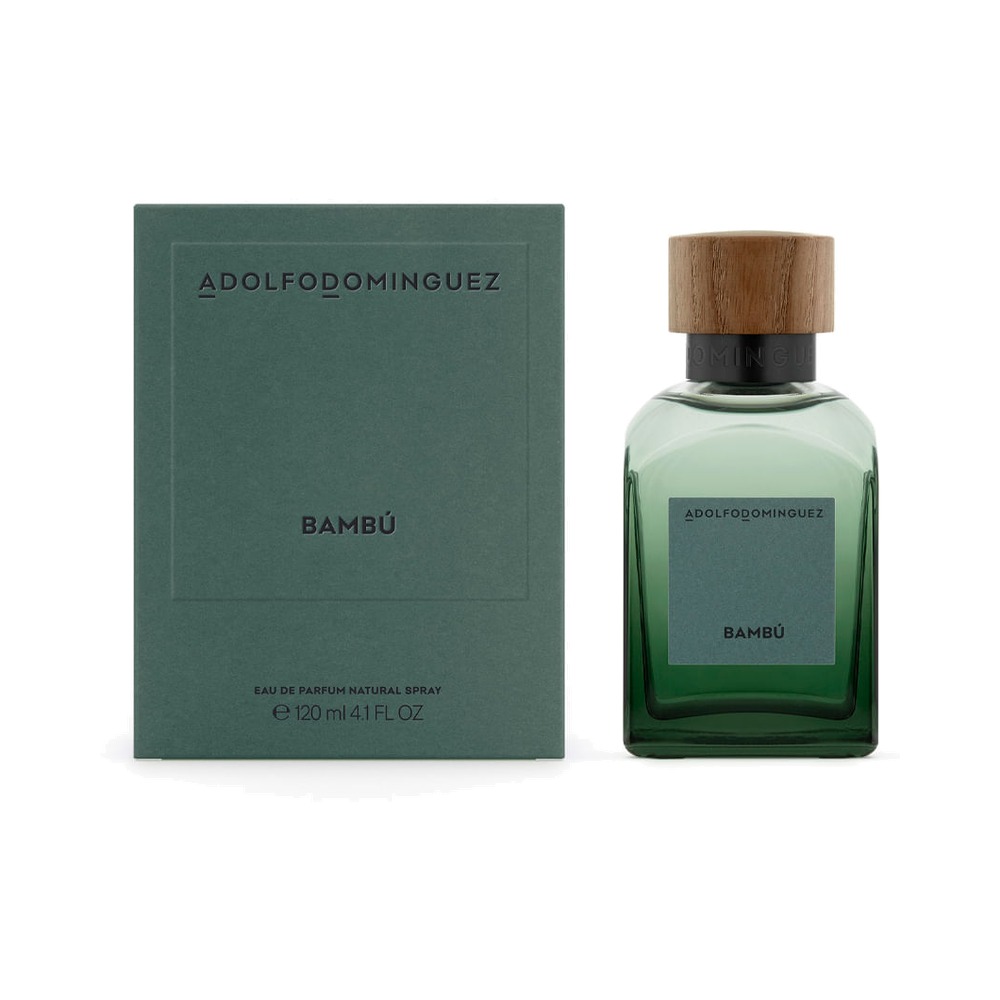 ADOLFODOMINGUEZ
BAMBÚ
EAU DE PARFUM NATURAL SPRAY
℮ 120 ml 4.1 FL OZ
ADOLFODOMINGUEZ
BAMBÚ